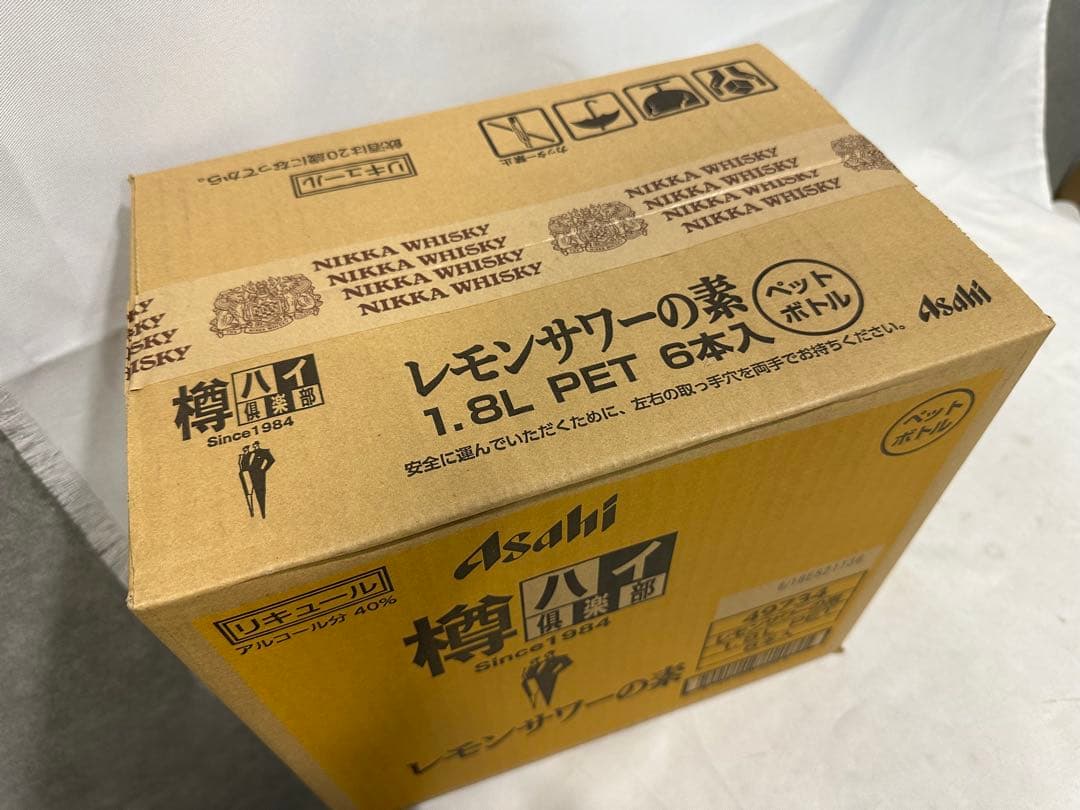 カッター禁止
飲酒は20歳になってから。
リキュール
NIKKA WHISKY
NIKKA WHISKY
NIKKA WHISKY
NIKKA WHISKY
NIKKA WHISKY
NIKKA WHISKY
NIKKA WHISKY
NIKKA WHISKY
WHISKY
樽ハイ倶楽部
Since1984
レモンサワーの素
1.8L PET 6本入
ペット
ボトル
安全に運んでいただくために、左右の取っ手穴を両手でお持ちください。
Asahi
ペット
ボトル
Asahi
リキュール
アルコール分 40%
樽ハイ倶楽部
Since1984
レモンサワーの素
49734